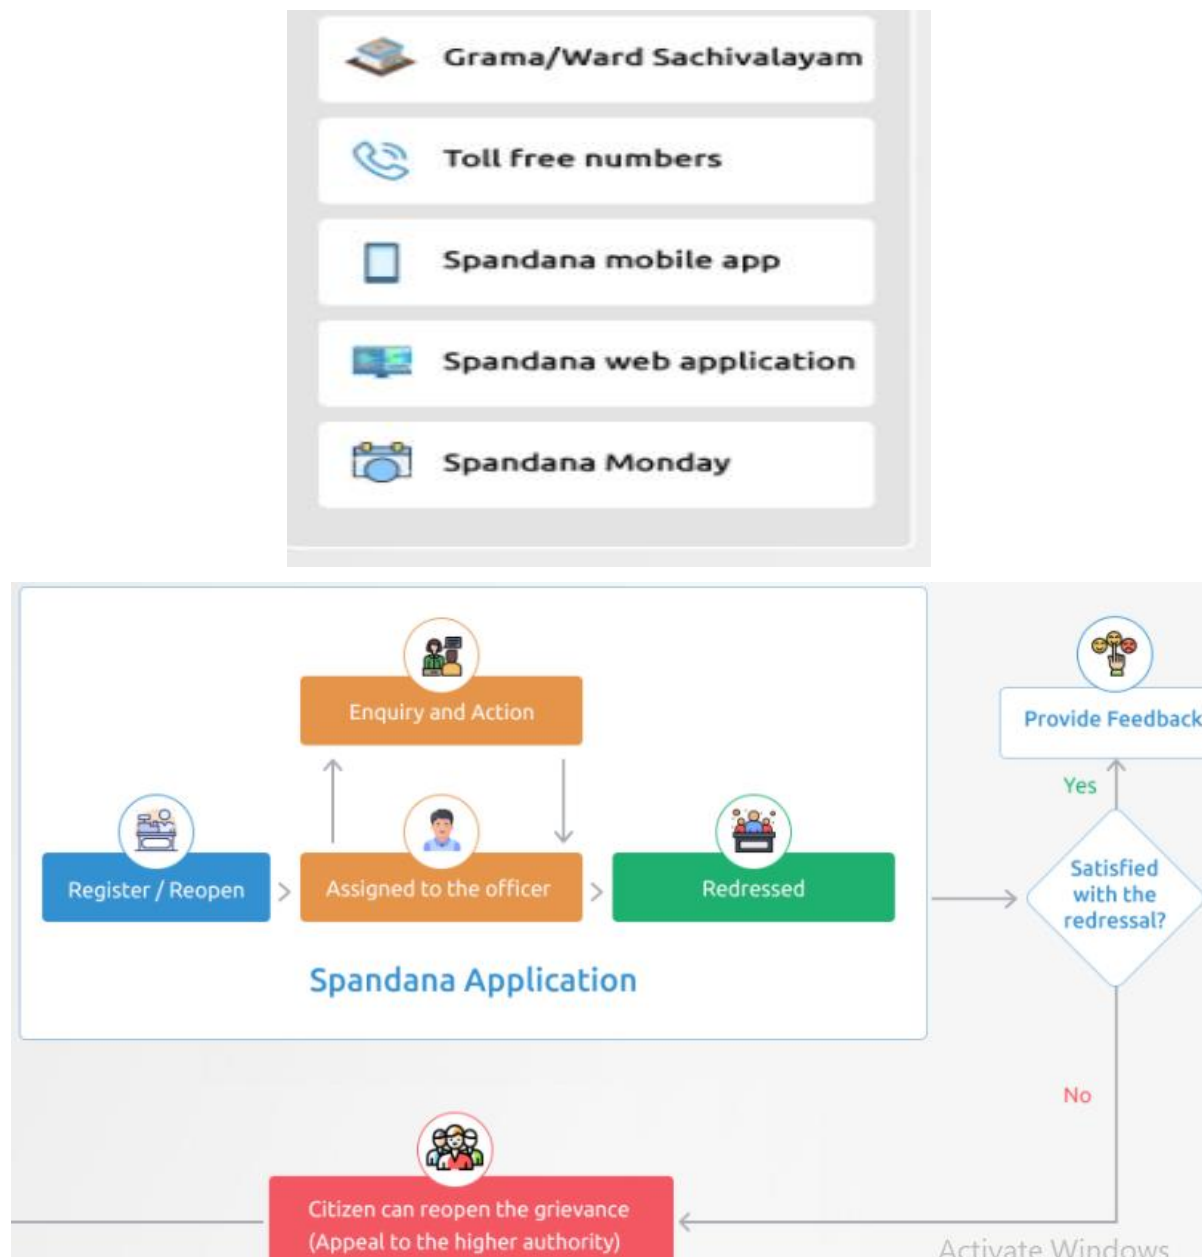 Grama/Ward Sachivalayam
Toll free numbers
Spandana mobile app
Spandana web application
Spandana Monday
Enquiry and Action
Provide Feedback
Yes
Register / Reopen
Assigned to the officer
Redressed
Satisfied
with the
redressal?
Spandana Application
No
Citizen can reopen the grievance
(Appeal to the higher authority)
Activate Windows